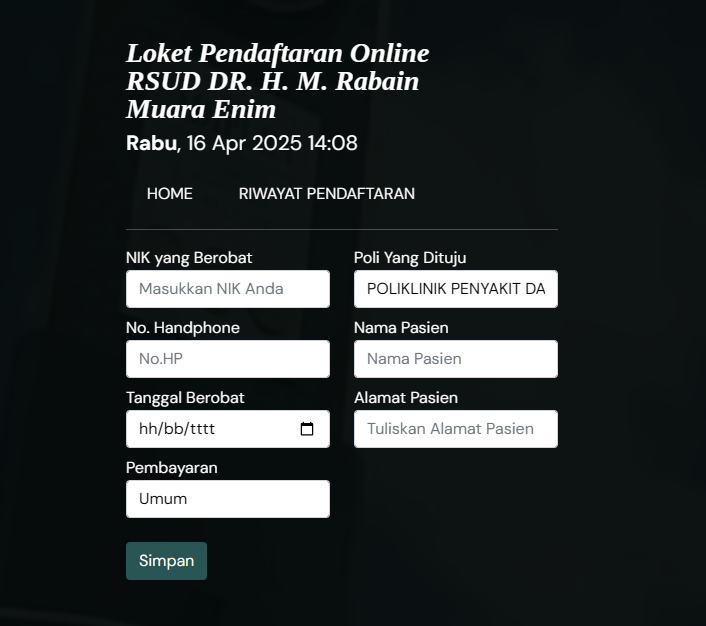 Loket Pendaftaran Online
RSUD DR. H. M. Rabain
Muara Enim
Rabu, 16 Apr 2025 14:08
HOME RIWAYAT PENDAFTARAN
NIK yang Berobat
Masukkan NIK Anda
Poli Yang Dituju
POLIKLINIK PENYAKIT DA
No. Handphone
No.HP
Nama Pasien
Nama Pasien
Tanggal Berobat
hh/bb/tttt
Alamat Pasien
Tuliskan Alamat Pasien
Pembayaran
Umum
Simpan